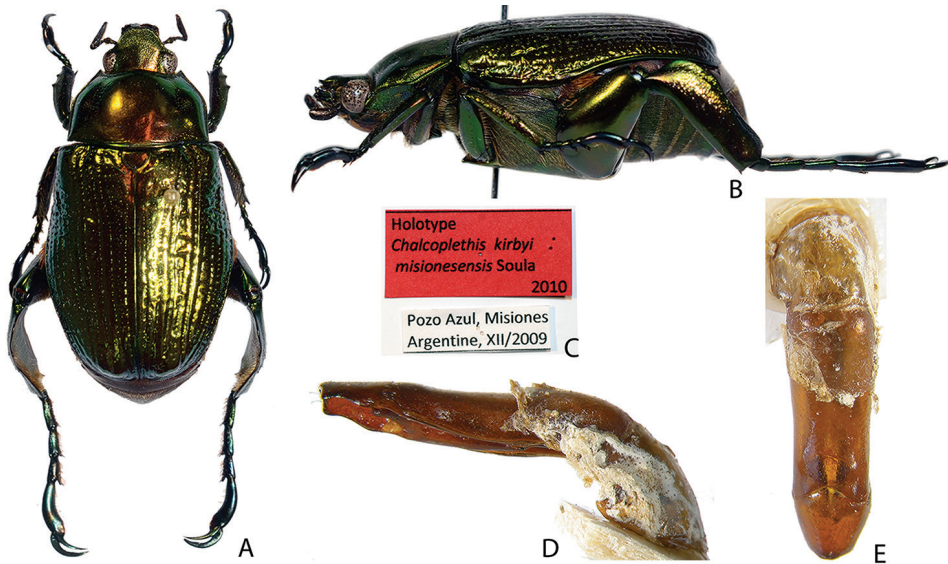 A
B
Holotype
Chalcoplethis kirbyi :
misionesensis Soula
2010
Pozo Azul, Misiones
Argentine, XII/2009
C
D
E